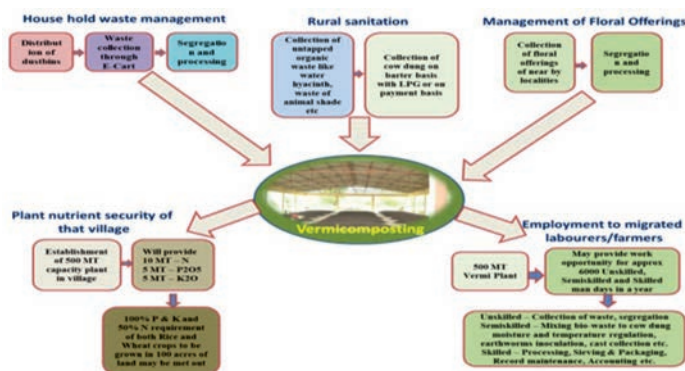 House hold waste management
Distribut
ion of
dustbins
Waste
collection
through
E-Cart
Segregatio
n and
processing
Rural sanitation
Collection of
untapped
organic
waste like
water
hyacinth,
waste of
animal shade
etc
Collection of
cow dung on
barter basis
with LPG or on
payment basis
Management of Floral Offerings
Collection
of floral
offerings
of near by
localities
Segregatio
n and
processing
Vermicomposting
Plant nutrient security of
that village
Establishment
of 500 MT
capacity plant
in village
Will provide
10 MT – N
5 MT – P2O5
5 MT – K2O
100% P & K and
50% N requirement
of both Rice and
Wheat crops to be
grown in 100 acres of
land may be met out
Employment to migrated
labourers/farmers
500 MT
Vermi Plant
May provide work
opportunity for approx
6000 Unskilled,
Semiskilled and Skilled
man days in a year
Unskilled – Collection of waste, segregation
Semiskilled – Mixing bio-waste to cow dung
moisture and temperature regulation,
earthworms inoculation, cast collection etc.
Skilled – Processing, Sieving & Packaging,
Record maintenance, Accounting etc.